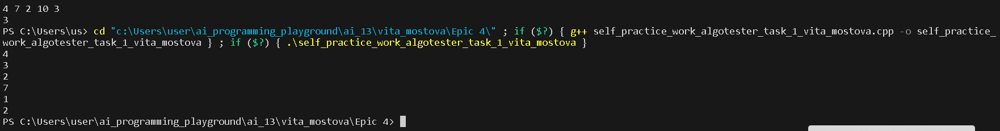 4 7 2 10 3
3
PS C:\Users\us> cd "c:\Users\user\ai_programming_playground\ai_13\vita_mostova\Epic 4\" ; if ($?) { g++ self_practice_work_algotester_task_1_vita_mostova.cpp -o self_practice_
work_algotester_task_1_vita_mostova } ; if ($?) { .\self_practice_work_algotester_task_1_vita_mostova }
4
3
2
7
1
2
PS C:\Users\user\ai_programming_playground\ai_13\vita_mostova\Epic 4>